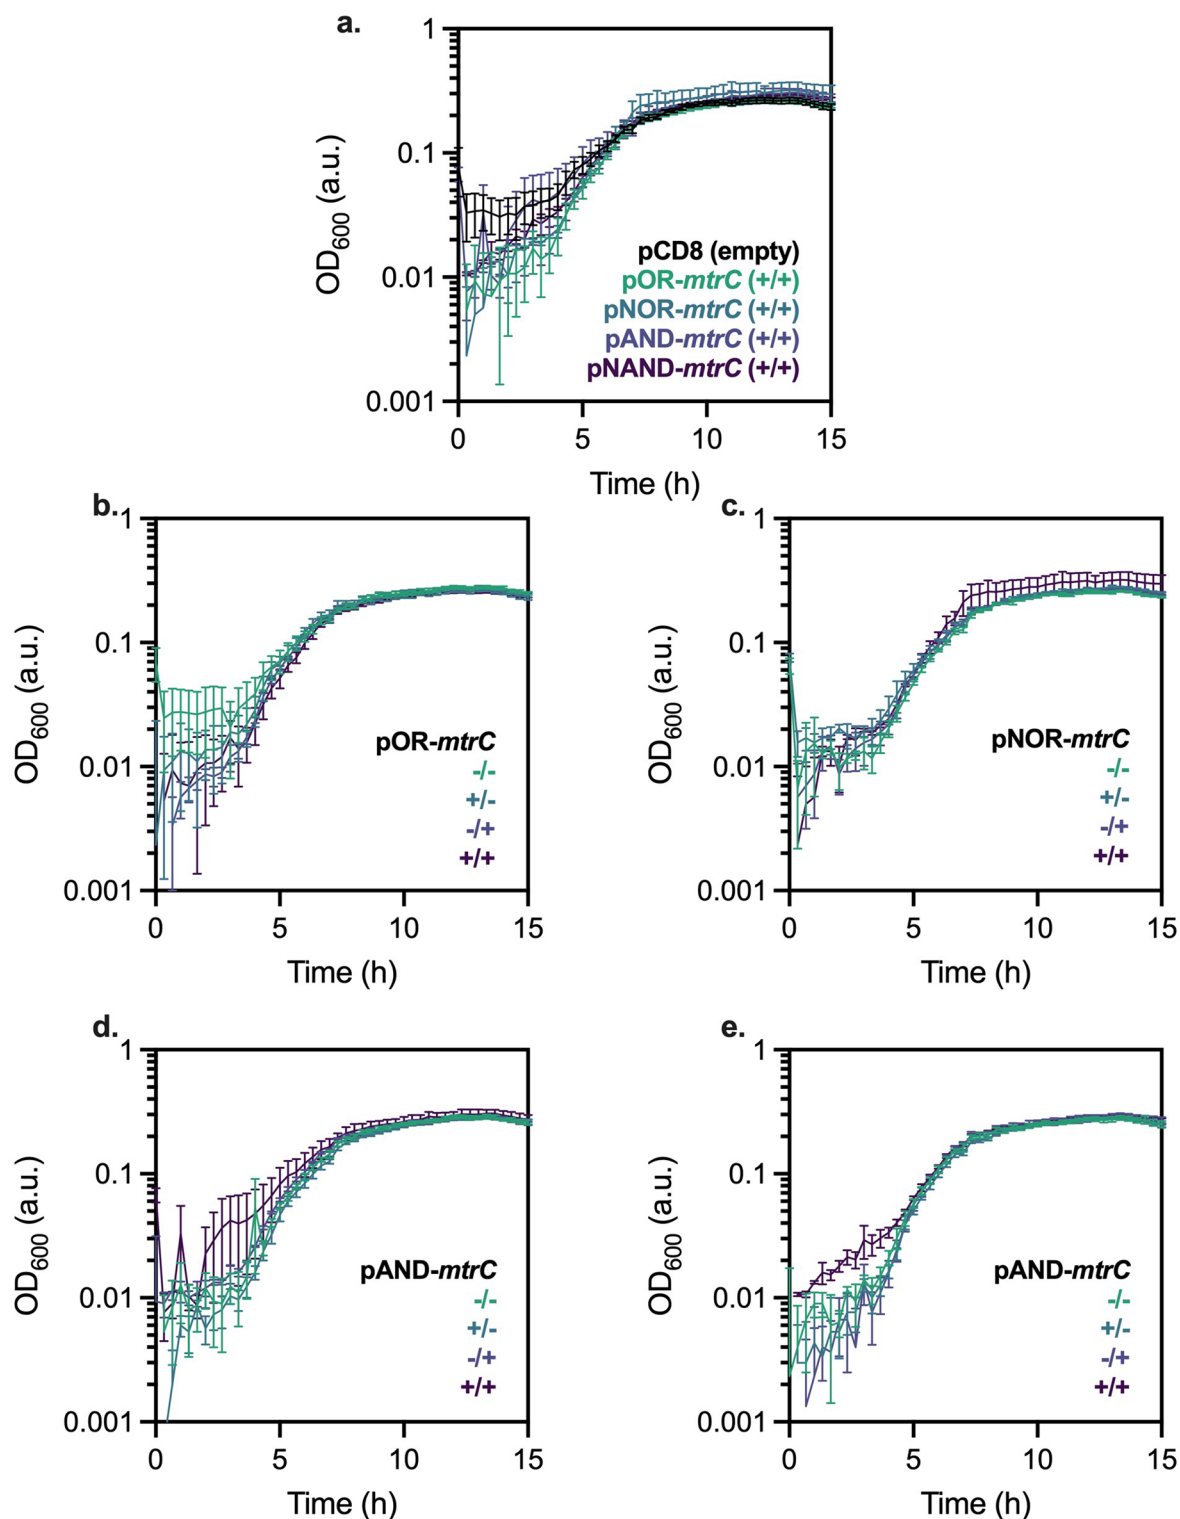 a.
1
0.1
0.01
0.001
OD600 (a.u.)
pCD8 (empty)
pOR-mtrC (+/+)
pNOR-mtrC (+/+)
pAND-mtrC (+/+)
pNAND-mtrC (+/+)
0 5 10 15
Time (h)
b.
1
0.1
0.01
0.001
OD600 (a.u.)
pOR-mtrC
-/-
+/-
-/+
+/+
0 5 10 15
Time (h)
c.
1
0.1
0.01
0.001
OD600 (a.u.)
pNOR-mtrC
-/-
+/-
-/+
+/+
0 5 10 15
Time (h)
d.
1
0.1
0.01
0.001
OD600 (a.u.)
pAND-mtrC
-/-
+/-
-/+
+/+
0 5 10 15
Time (h)
e.
1
0.1
0.01
0.001
OD600 (a.u.)
pAND-mtrC
-/-
+/-
-/+
+/+
0 5 10 15
Time (h)